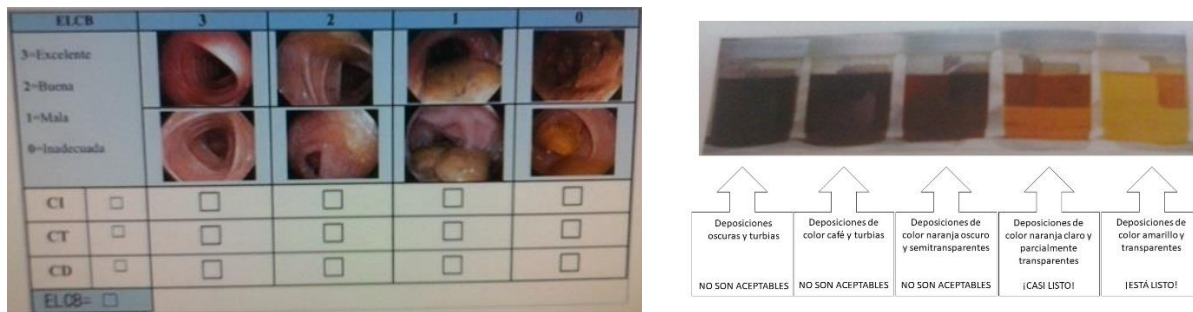 ELCB 3 2 1 0
3=Excelente
2=Buena
1=Mala
0=Inadecuada
CI
CT
CD
ELCB=
Deposiciones
oscuras y turbias
NO SON ACEPTABLES
Deposiciones de
color café y turbias
NO SON ACEPTABLES
Deposiciones de
color naranja oscuro
y semitransparentes
NO SON ACEPTABLES
Deposiciones de
color naranja claro y
parcialmente
transparentes
¡CASI LISTO!
Deposiciones de
color amarillo y
transparentes
¡ESTÁ LISTO!